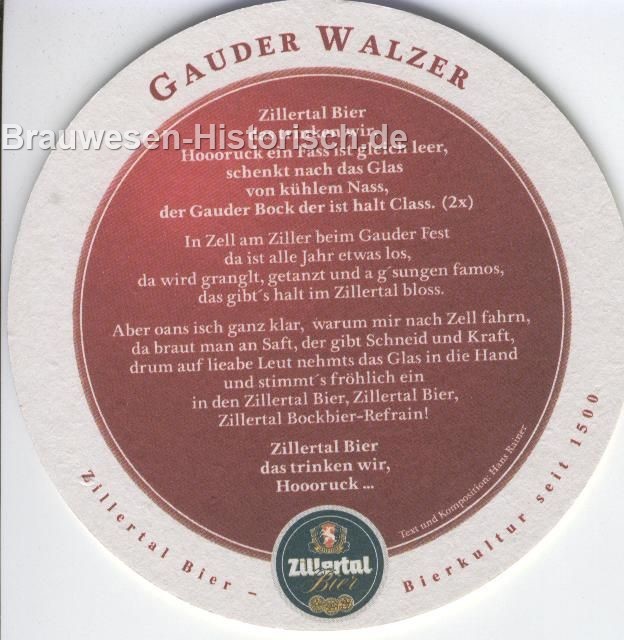 GAUDER WALZER
Zillertal Bier
das trinken wir,
Brauwesen-Historisch.de
Hoooruck ein Fass ist gleich leer,
schenkt nach das Glas
von kühlem Nass,
der Gauder Bock der ist halt Class. (2x)
In Zell am Ziller beim Gauder Fest
da ist alle Jahr etwas los,
da wird granglt, getanzt und a g´sungen famos,
das gibt´s halt im Zillertal bloss.
Aber oans isch ganz klar, warum mir nach Zell fahrn,
da braut man an Saft, der gibt Schneid und Kraft,
drum auf lieabe Leut nehmts das Glas in die Hand
und stimmt´s fröhlich ein
in den Zillertal Bier, Zillertal Bier,
Zillertal Bockbier-Refrain!
Zillertal Bier
das trinken wir,
Hoooruck ...
Text und Komposition: Hans Rainer
Zillertal Bier – Bierkultur seit 1500
Zillertal
Bier